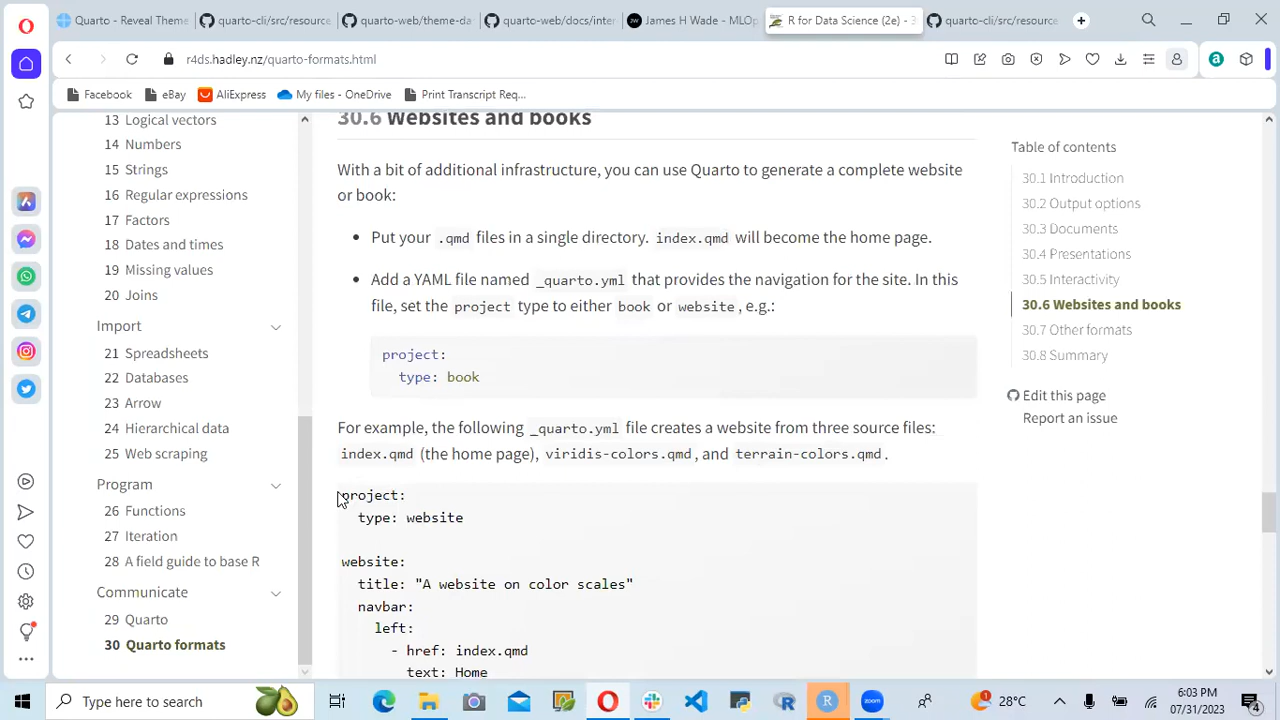 Quarto - Reveal Theme
quarto-cli/src/resource
quarto-web/theme-da
quarto-web/docs/inter
James H Wade - MLOp
R for Data Science (2e) - 3
quarto-cli/src/resource
r4ds.hadley.nz/quarto-formats.html
Facebook
eBay
AliExpress
My files - OneDrive
Print Transcript Req...
13 Logical vectors
14 Numbers
15 Strings
16 Regular expressions
17 Factors
18 Dates and times
19 Missing values
20 Joins
Import
21 Spreadsheets
22 Databases
23 Arrow
24 Hierarchical data
25 Web scraping
Program
26 Functions
27 Iteration
28 A field guide to base R
Communicate
29 Quarto
30 Quarto formats
30.6 Websites and books
With a bit of additional infrastructure, you can use Quarto to generate a complete website
or book:
• Put your .qmd files in a single directory. index.qmd will become the home page.
• Add a YAML file named _quarto.yml that provides the navigation for the site. In this
file, set the project type to either book or website, e.g.:
project:
type: book
For example, the following _quarto.yml file creates a website from three source files:
index.qmd (the home page), viridis-colors.qmd, and terrain-colors.qmd.
project:
type: website
website:
title: "A website on color scales"
navbar:
left:
- href: index.qmd
text: Home
Table of contents
30.1 Introduction
30.2 Output options
30.3 Documents
30.4 Presentations
30.5 Interactivity
30.6 Websites and books
30.7 Other formats
30.8 Summary
Edit this page
Report an issue
Type here to search
28°C
6:03 PM
07/31/2023